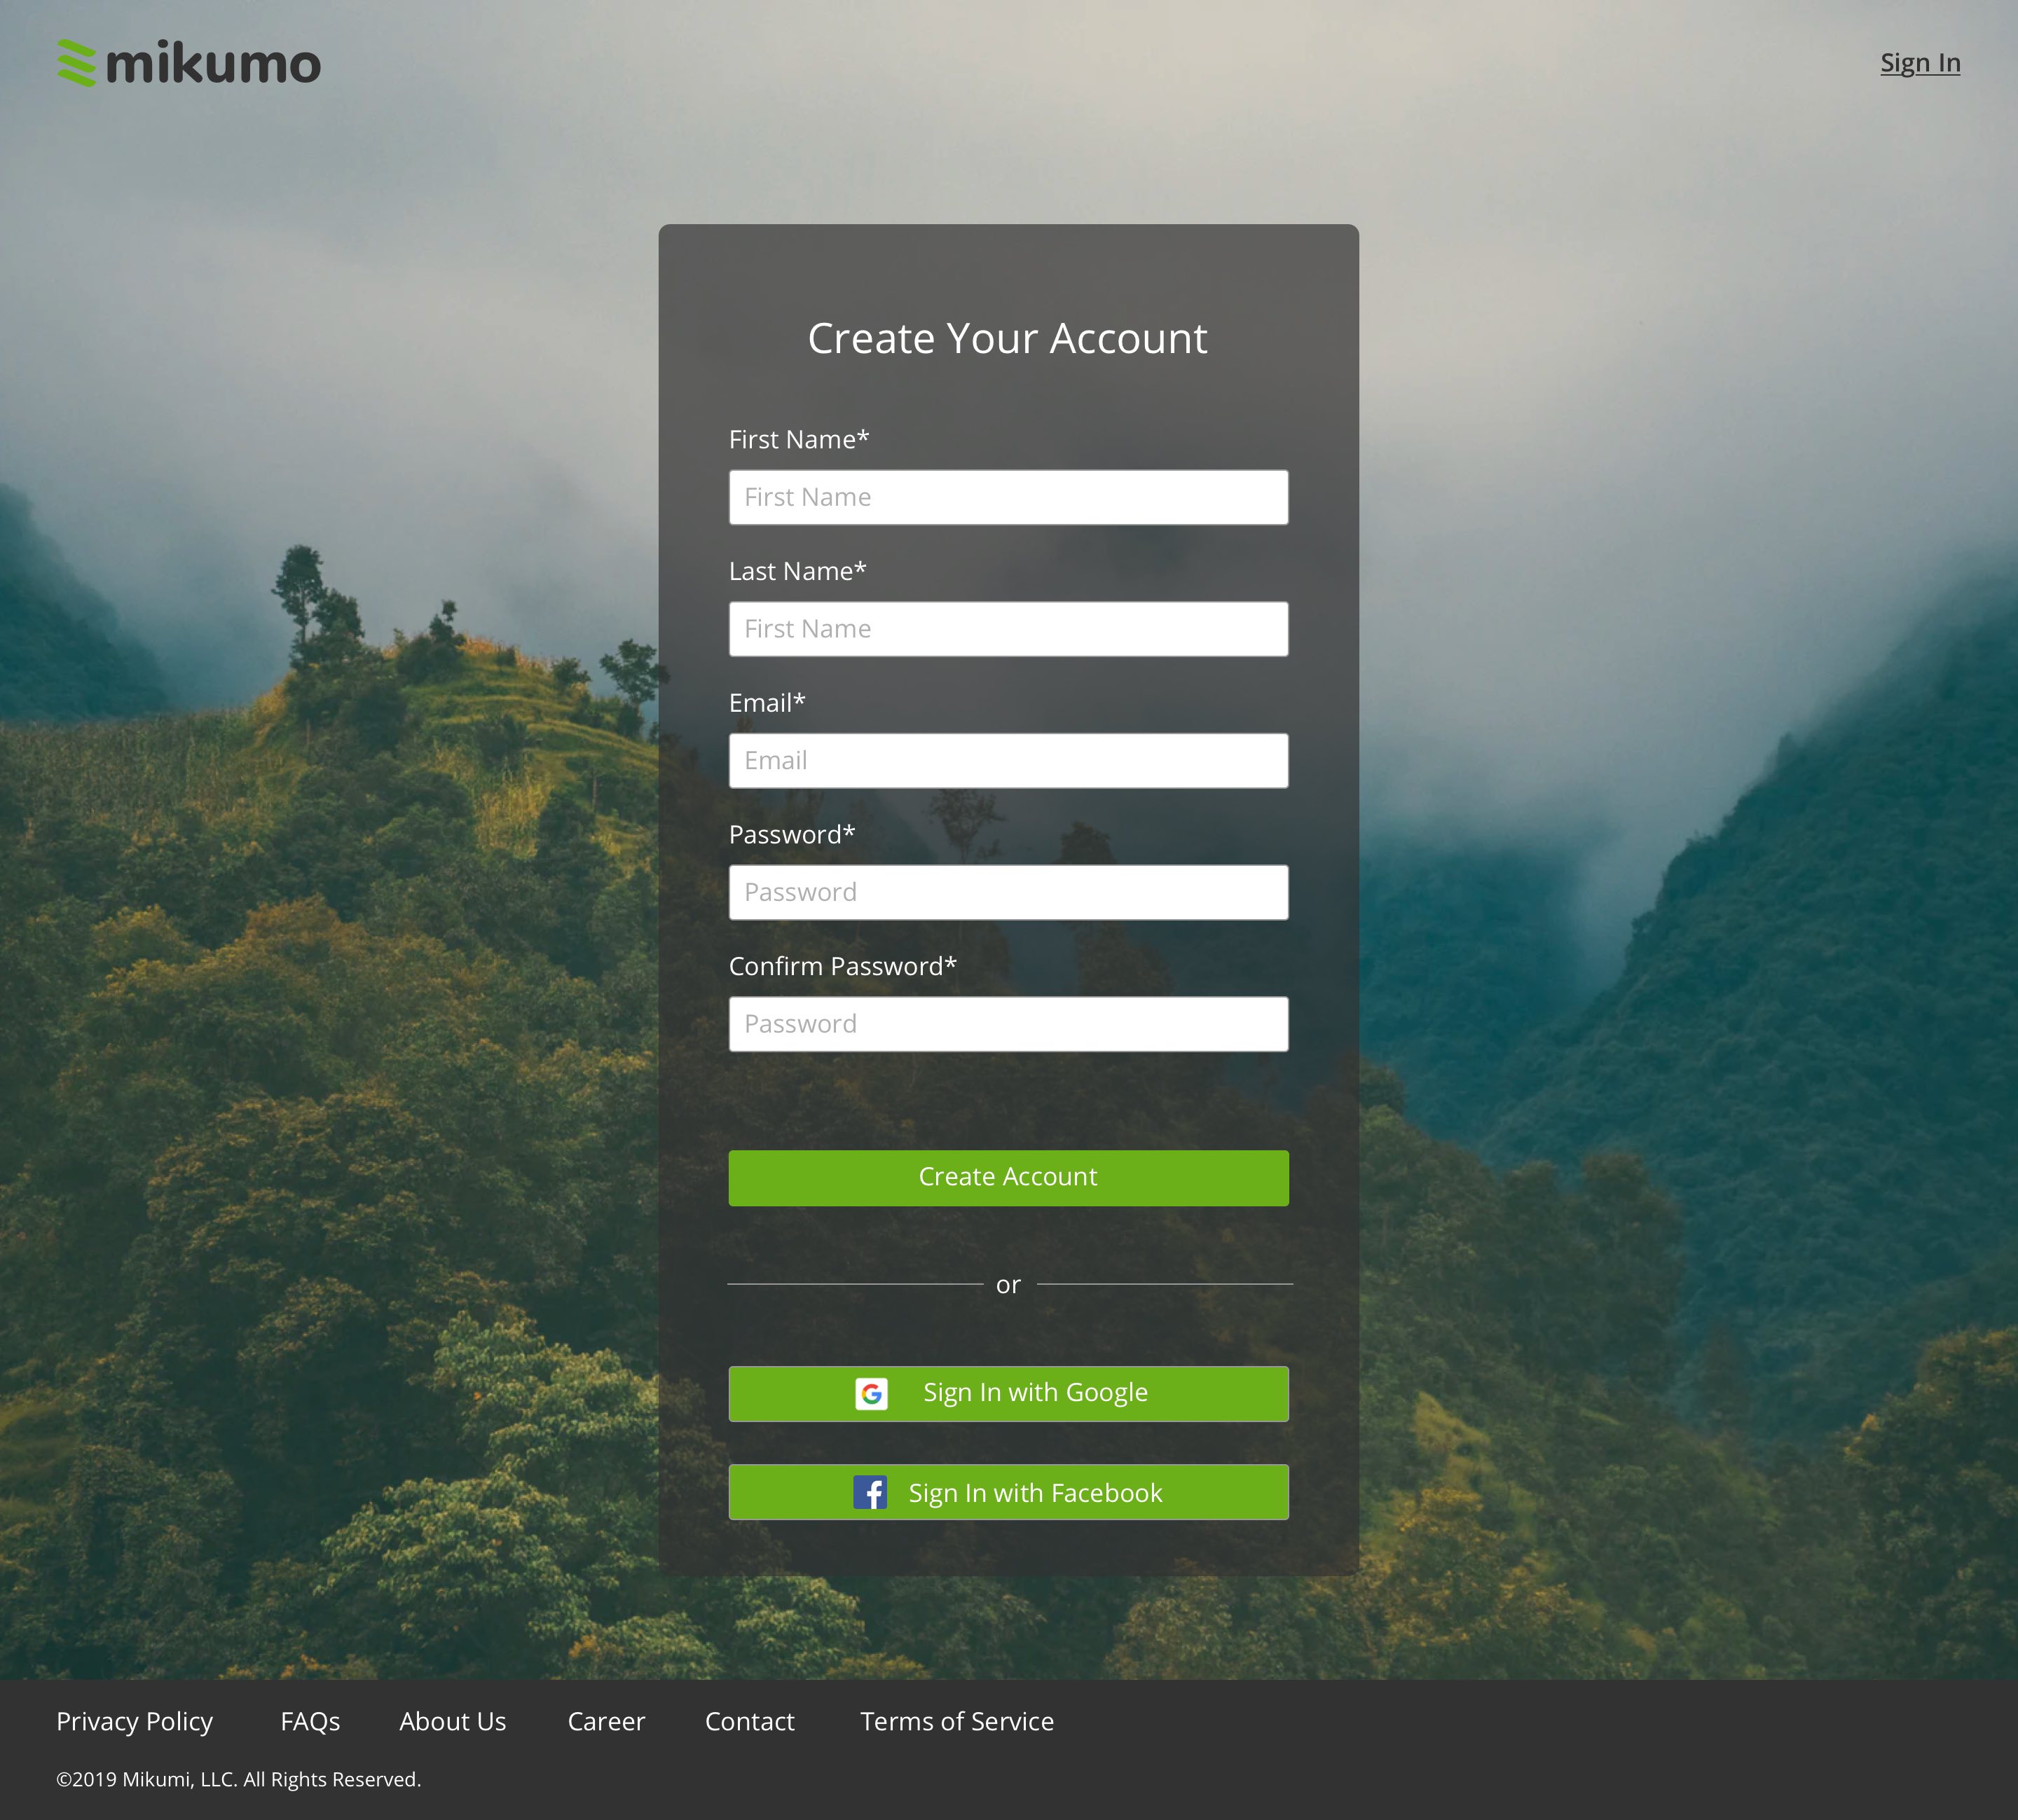 mikumo
Sign In
Create Your Account
First Name*
First Name
Last Name*
First Name
Email*
Email
Password*
Password
Confirm Password*
Password
Create Account
or
Sign In with Google
Sign In with Facebook
Privacy Policy FAQs About Us Career Contact Terms of Service
©2019 Mikumi, LLC. All Rights Reserved.